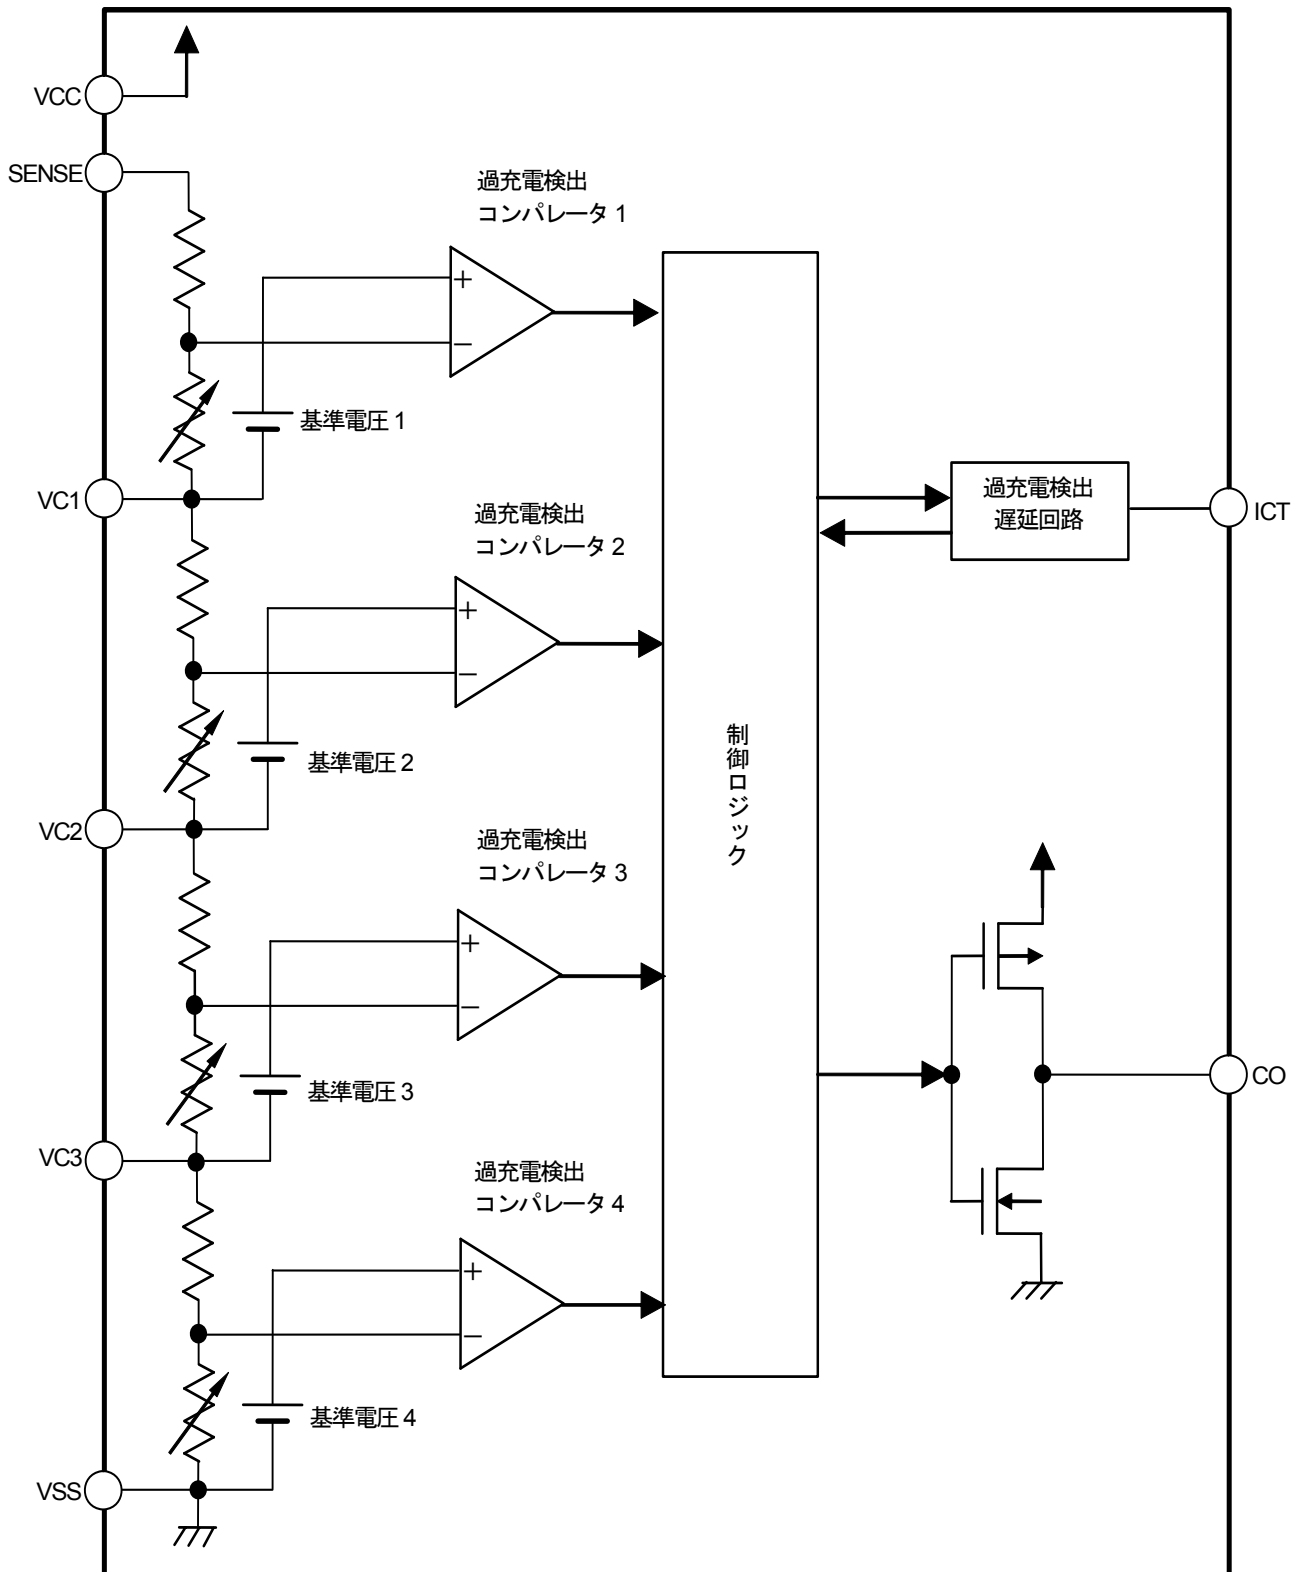 VCC
SENSE
過充電検出
コンパレータ 1
+
−
基準電圧 1
VC1
過充電検出
コンパレータ 2
+
−
基準電圧 2
VC2
過充電検出
コンパレータ 3
+
−
基準電圧 3
VC3
過充電検出
コンパレータ 4
+
−
基準電圧 4
VSS
制御ロジック
過充電検出
遅延回路
ICT
CO